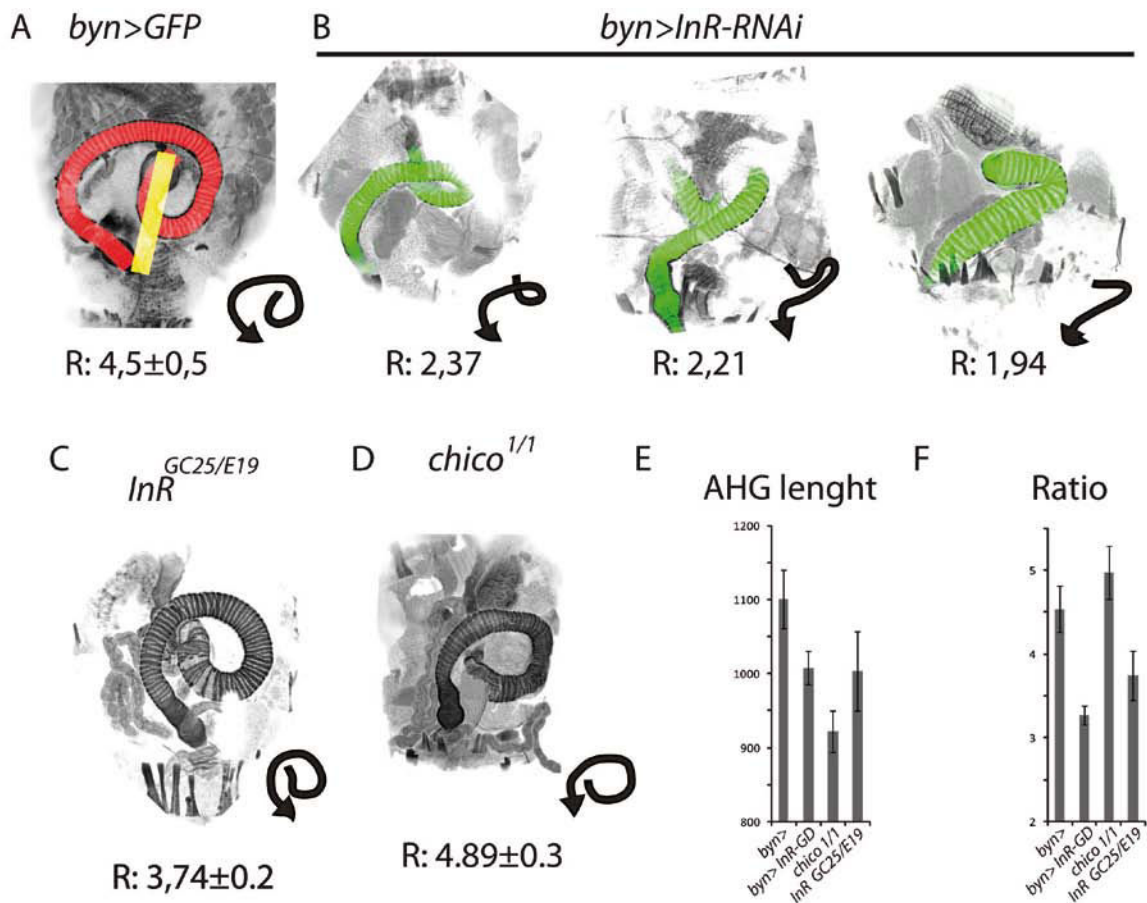 A byn>GFP B byn>InR-RNAi
R: 4,5±0,5 R: 2,37 R: 2,21 R: 1,94
C InR GC25/E19 D chico 1/1 E AHG lenght F Ratio
1200
1100
1000
900
800
byn>
byn> InR-GD
chico 1/1
InR GC25/E19
5
4
3
2
byn>
byn> InR-GD
chico 1/1
InR GC25/E19
R: 3,74±0.2 R: 4.89±0.3